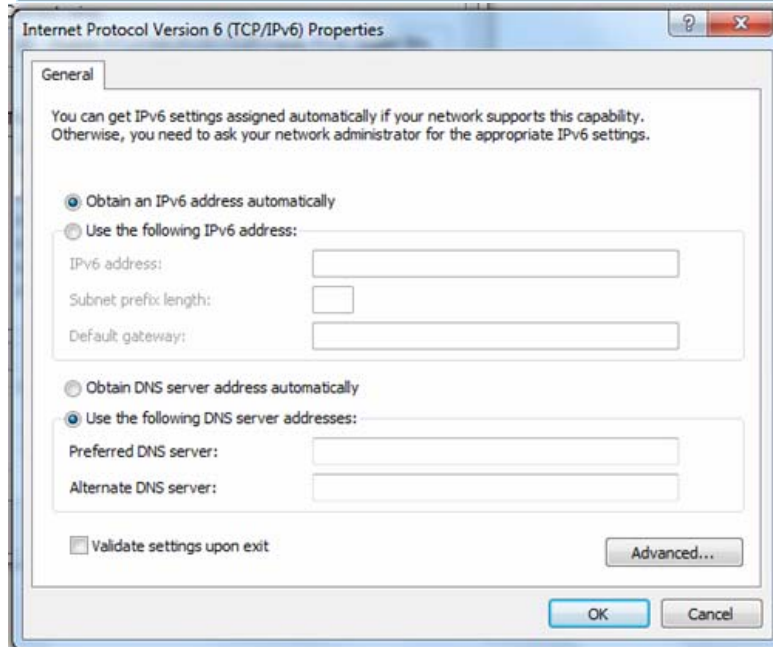 Internet Protocol Version 6 (TCP/IPv6) Properties
General
You can get IPv6 settings assigned automatically if your network supports this capability.
Otherwise, you need to ask your network administrator for the appropriate IPv6 settings.
Obtain an IPv6 address automatically
Use the following IPv6 address:
IPv6 address:
Subnet prefix length:
Default gateway:
Obtain DNS server address automatically
Use the following DNS server addresses:
Preferred DNS server:
Alternate DNS server:
Validate settings upon exit
Advanced...
OK Cancel